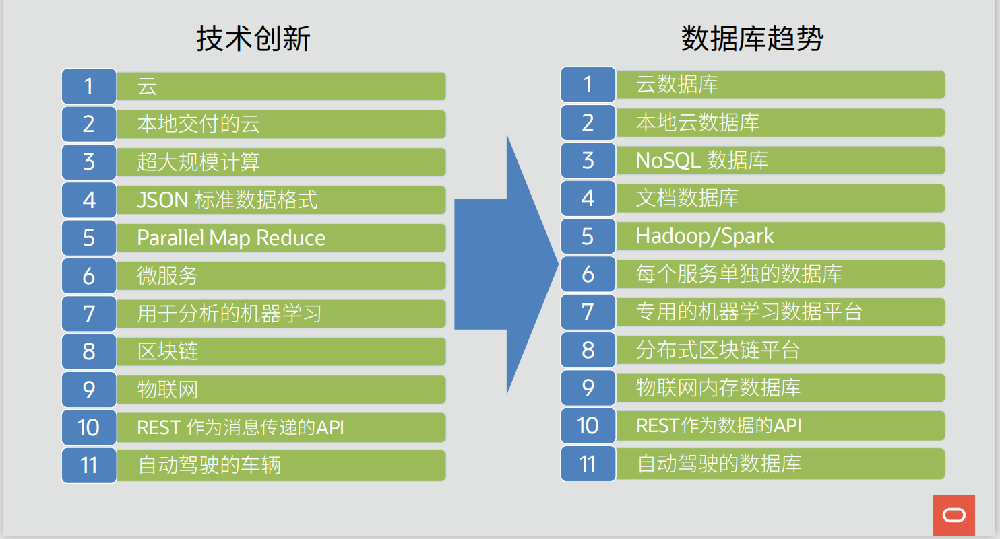 技术创新
1 云
2 本地交付的云
3 超大规模计算
4 JSON 标准数据格式
5 Parallel Map Reduce
6 微服务
7 用于分析的机器学习
8 区块链
9 物联网
10 REST 作为消息传递的API
11 自动驾驶的车辆
数据库趋势
1 云数据库
2 本地云数据库
3 NoSQL 数据库
4 文档数据库
5 Hadoop/Spark
6 每个服务单独的数据库
7 专用的机器学习数据平台
8 分布式区块链平台
9 物联网内存数据库
10 REST作为数据的API
11 自动驾驶的数据库